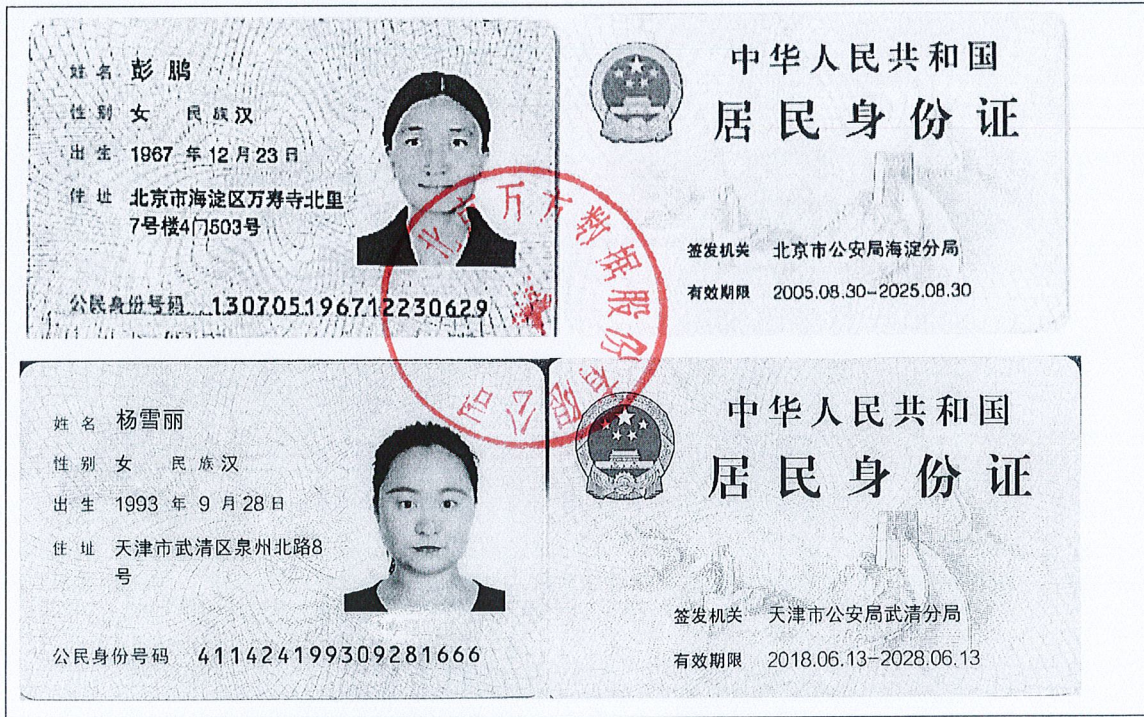 姓名 彭鹏
性别 女 民族 汉
出生 1967 年 12 月 23 日
住址 北京市海淀区万寿寺北里
7号楼4门503号
公民身份号码 130705196712230629
中华人民共和国
居民身份证
签发机关 北京市公安局海淀分局
有效期限 2005.08.30-2025.08.30
北京万方数据股份有限公司
姓名 杨雪丽
性别 女 民族 汉
出生 1993 年 9 月 28 日
住址 天津市武清区泉州北路8
号
公民身份号码 411424199309281666
中华人民共和国
居民身份证
签发机关 天津市公安局武清分局
有效期限 2018.06.13-2028.06.13